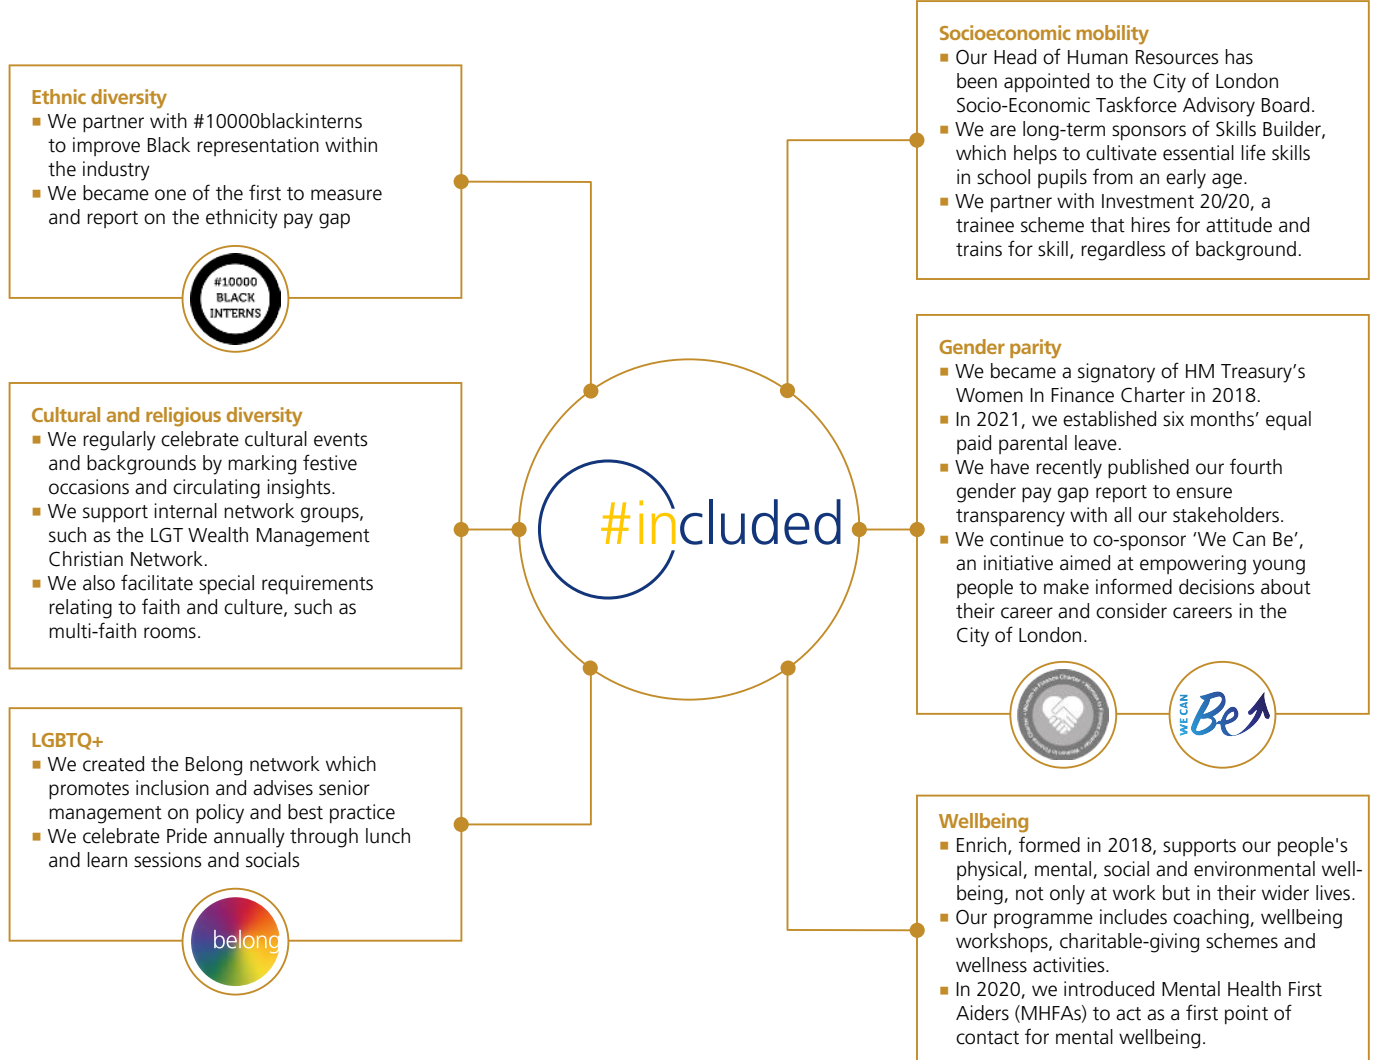 Ethnic diversity
■ We partner with #10000blackinterns
to improve Black representation within
the industry
■ We became one of the first to measure
and report on the ethnicity pay gap
#10000
BLACK
INTERNS
Cultural and religious diversity
■ We regularly celebrate cultural events
and backgrounds by marking festive
occasions and circulating insights.
■ We support internal network groups,
such as the LGT Wealth Management
Christian Network.
■ We also facilitate special requirements
relating to faith and culture, such as
multi-faith rooms.
LGBTQ+
■ We created the Belong network which
promotes inclusion and advises senior
management on policy and best practice
■ We celebrate Pride annually through lunch
and learn sessions and socials
belong
#included
Socioeconomic mobility
■ Our Head of Human Resources has
been appointed to the City of London
Socio-Economic Taskforce Advisory Board.
■ We are long-term sponsors of Skills Builder,
which helps to cultivate essential life skills
in school pupils from an early age.
■ We partner with Investment 20/20, a
trainee scheme that hires for attitude and
trains for skill, regardless of background.
Gender parity
■ We became a signatory of HM Treasury’s
Women In Finance Charter in 2018.
■ In 2021, we established six months’ equal
paid parental leave.
■ We have recently published our fourth
gender pay gap report to ensure
transparency with all our stakeholders.
■ We continue to co-sponsor ‘We Can Be’,
an initiative aimed at empowering young
people to make informed decisions about
their career and consider careers in the
City of London.
Women in Finance Charter • Women in Finance Charter • Women in Finance Charter •
WE CAN
Be
Wellbeing
■ Enrich, formed in 2018, supports our people's
physical, mental, social and environmental well-
being, not only at work but in their wider lives.
■ Our programme includes coaching, wellbeing
workshops, charitable-giving schemes and
wellness activities.
■ In 2020, we introduced Mental Health First
Aiders (MHFAs) to act as a first point of
contact for mental wellbeing.